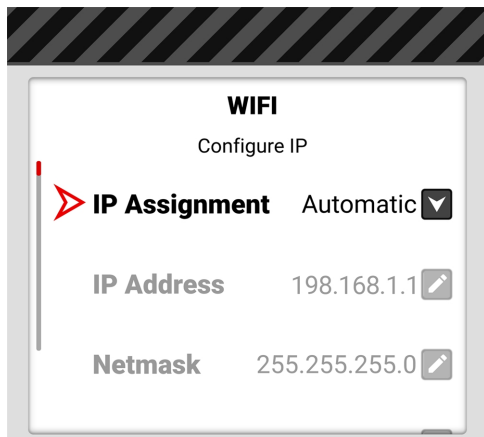 WIFI
Configure IP
IP Assignment Automatic
IP Address 198.168.1.1
Netmask 255.255.255.0